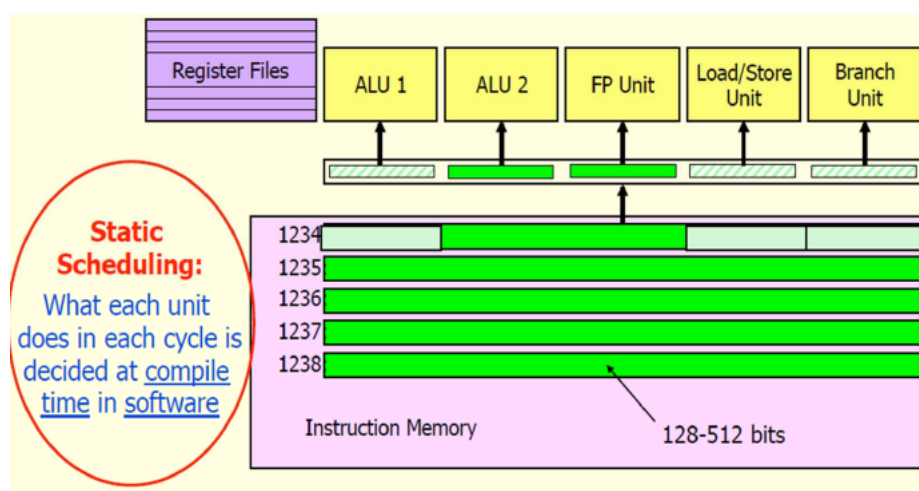 Register Files
ALU 1
ALU 2
FP Unit
Load/Store
Unit
Branch
Unit
Static
Scheduling:
What each unit
does in each cycle is
decided at compile
time in software
1234
1235
1236
1237
1238
Instruction Memory
128-512 bits